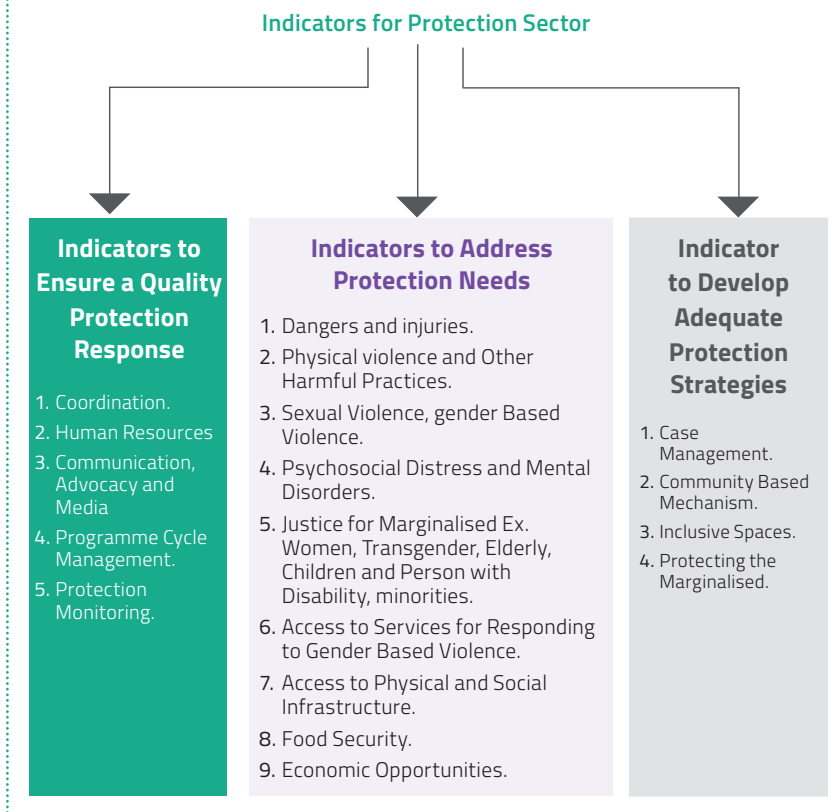 Indicators for Protection Sector
Indicators to
Ensure a Quality
Protection
Response
1. Coordination.
2. Human Resources
3. Communication,
Advocacy and
Media
4. Programme Cycle
Management.
5. Protection
Monitoring.
Indicators to Address
Protection Needs
1. Dangers and injuries.
2. Physical violence and Other
Harmful Practices.
3. Sexual Violence, gender Based
Violence.
4. Psychosocial Distress and Mental
Disorders.
5. Justice for Marginalised Ex.
Women, Transgender, Elderly,
Children and Person with
Disability, minorities.
6. Access to Services for Responding
to Gender Based Violence.
7. Access to Physical and Social
Infrastructure.
8. Food Security.
9. Economic Opportunities.
Indicator
to Develop
Adequate
Protection
Strategies
1. Case
Management.
2. Community Based
Mechanism.
3. Inclusive Spaces.
4. Protecting the
Marginalised.